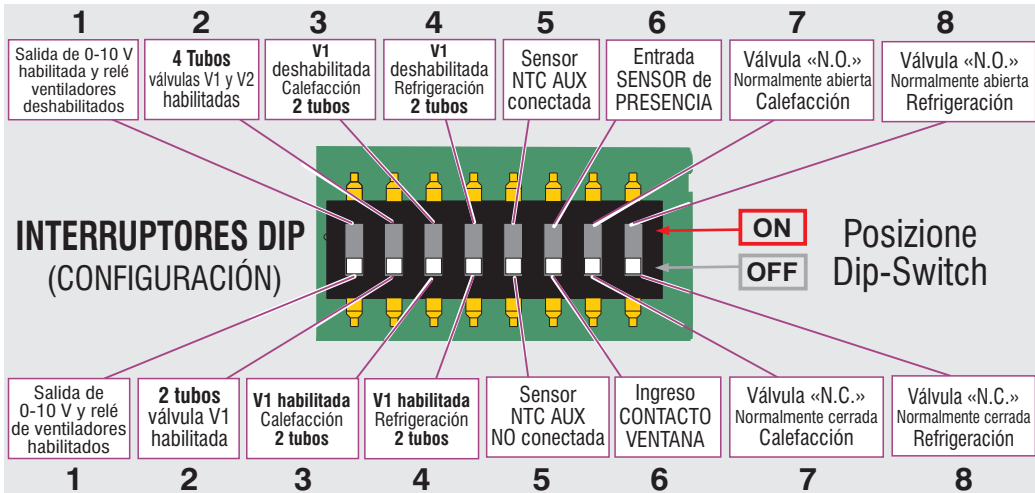 1 2 3 4 5 6 7 8
Salida de 0-10 V
habilitada y relé
ventiladores
deshabilitados
4 Tubos
válvulas V1 y V2
habilitadas
V1
deshabilitada
Calefacción
2 tubos
V1
deshabilitada
Refrigeración
2 tubos
Sensor
NTC AUX
conectada
Entrada
SENSOR de
PRESENCIA
Válvula «N.O.»
Normalmente abierta
Calefacción
Válvula «N.O.»
Normalmente abierta
Refrigeración
INTERRUPTORES DIP
(CONFIGURACIÓN)
ON
OFF
Posizione
Dip-Switch
Salida de
0-10 V y relé
de ventiladores
habilitados
2 tubos
válvula V1
habilitada
V1 habilitada
Calefacción
2 tubos
V1 habilitada
Refrigeración
2 tubos
Sensor
NTC AUX
NO conectada
Ingreso
CONTACTO
VENTANA
Válvula «N.C.»
Normalmente cerrada
Calefacción
Válvula «N.C.»
Normalmente cerrada
Refrigeración
1 2 3 4 5 6 7 8